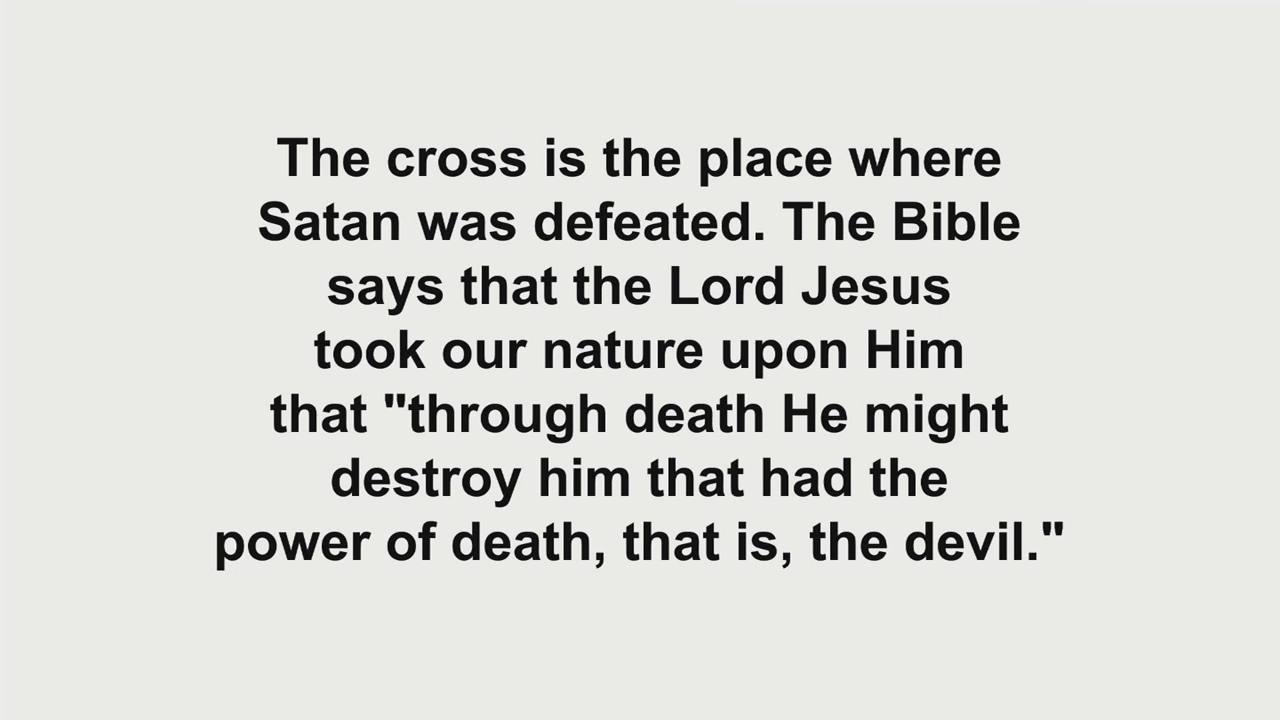 The cross is the place where
Satan was defeated. The Bible
says that the Lord Jesus
took our nature upon Him
that "through death He might
destroy him that had the
power of death, that is, the devil."